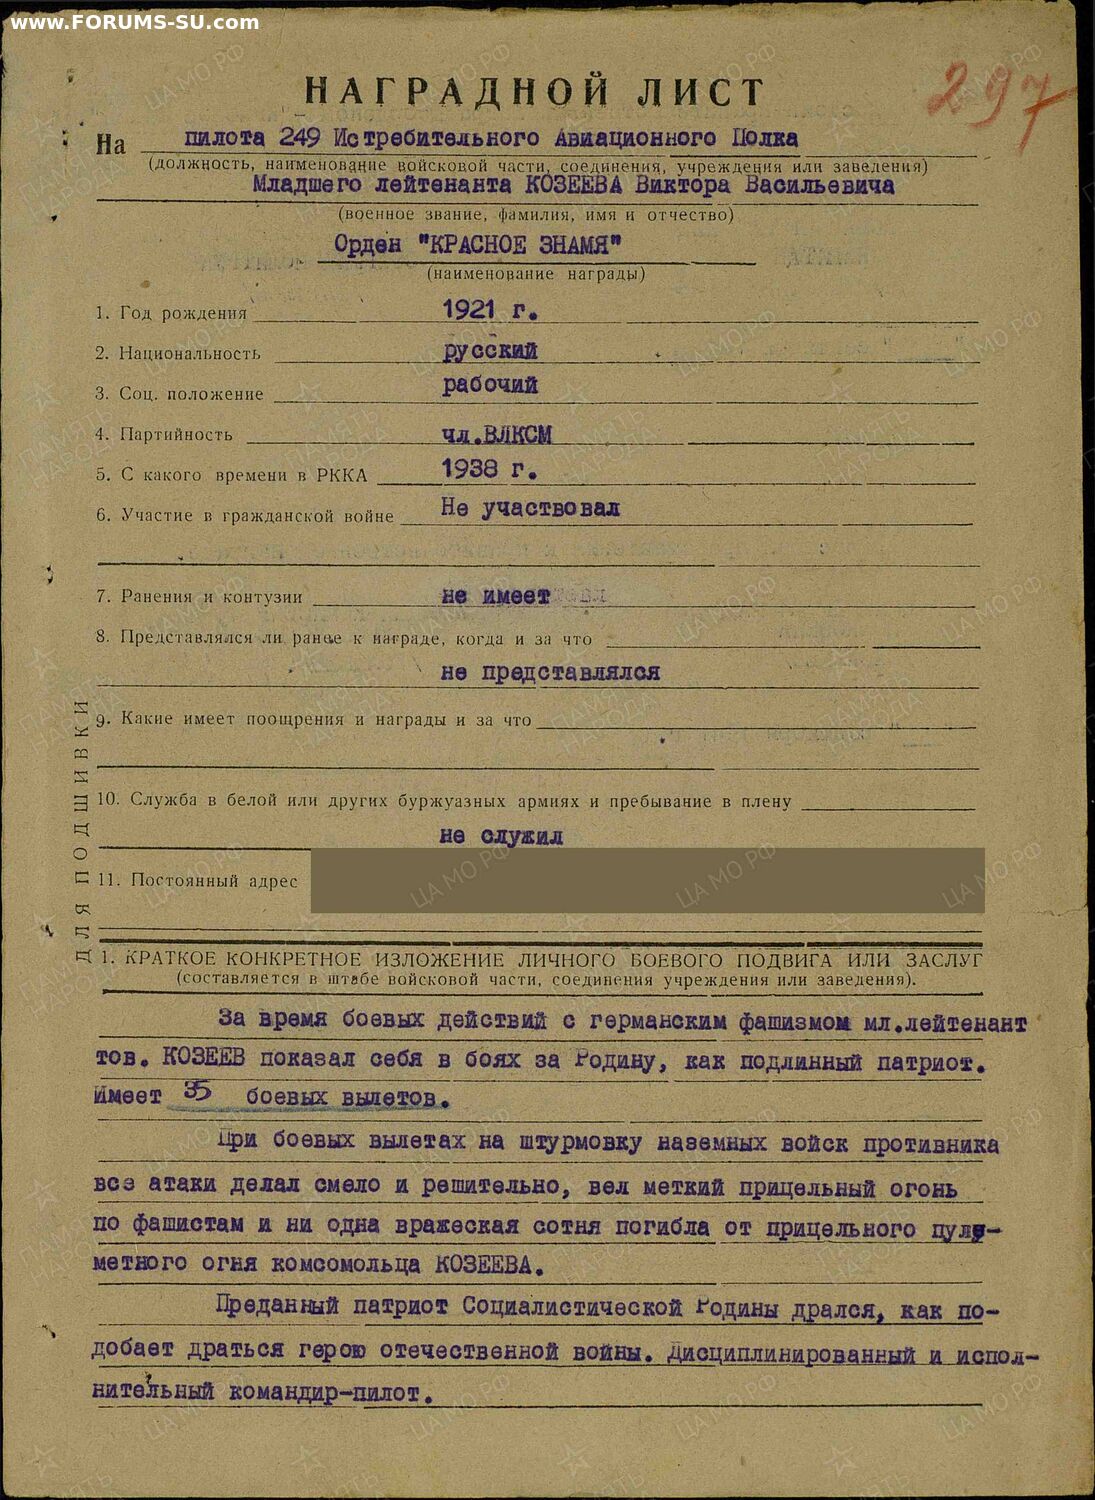 www.FORUMS-SU.com
297
НАГРАДНОЙ ЛИСТ
На пилота 249 Истребительного Авиационного Полка
(должность, наименование войсковой части, соединения, учреждения или заведения)
Младшего лейтенанта КОЗЕЕВА Виктора Васильевича
(военное звание, фамилия, имя и отчество)
Орден "КРАСНОЕ ЗНАМЯ"
(наименование награды)
1. Год рождения 1921 г.
2. Национальность русский
3. Соц. положение рабочий
4. Партийность чл.ВЛКСМ
5. С какого времени в РККА 1938 г.
6. Участие в гражданской войне Не участвовал
7. Ранения и контузии не имеет
8. Представлялся ли ранее к награде, когда и за что
не представлялся
9. Какие имеет поощрения и награды и за что
10. Служба в белой или других буржуазных армиях и пребывание в плену
не служил
11. Постоянный адрес
ДЛЯ ПОДШИВКИ
1. КРАТКОЕ КОНКРЕТНОЕ ИЗЛОЖЕНИЕ ЛИЧНОГО БОЕВОГО ПОДВИГА ИЛИ ЗАСЛУГ
(составляется в штабе войсковой части, соединения учреждения или заведения).
За время боевых действий с германским фашизмом мл.лейтенант
тов. КОЗЕЕВ показал себя в боях за Родину, как подлинный патриот.
Имеет 35 боевых вылетов.
При боевых вылетах на штурмовку наземных войск противника
все атаки делал смело и решительно, вел меткий прицельный огонь
по фашистам и ни одна вражеская сотня погибла от прицельного пуле-
метного огня комсомольца КОЗЕЕВА.
Преданный патриот Социалистической Родины дрался, как по-
добает драться герою отечественной войны. Дисциплинированный и испол-
нительный командир-пилот.
ЦА МО РФ
ПАМЯТЬ НАРОДА